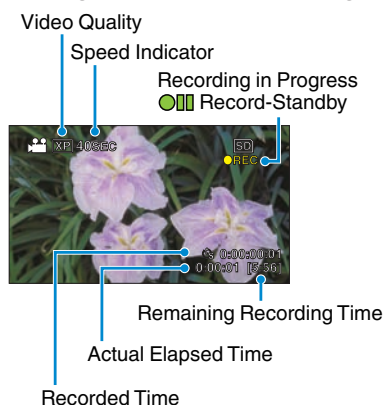 Video Quality
Speed Indicator
Recording in Progress
Record-Standby
XP 40SEC
SD
●REC
0:00:00:01
0:00:01 [5:56]
Remaining Recording Time
Actual Elapsed Time
Recorded Time